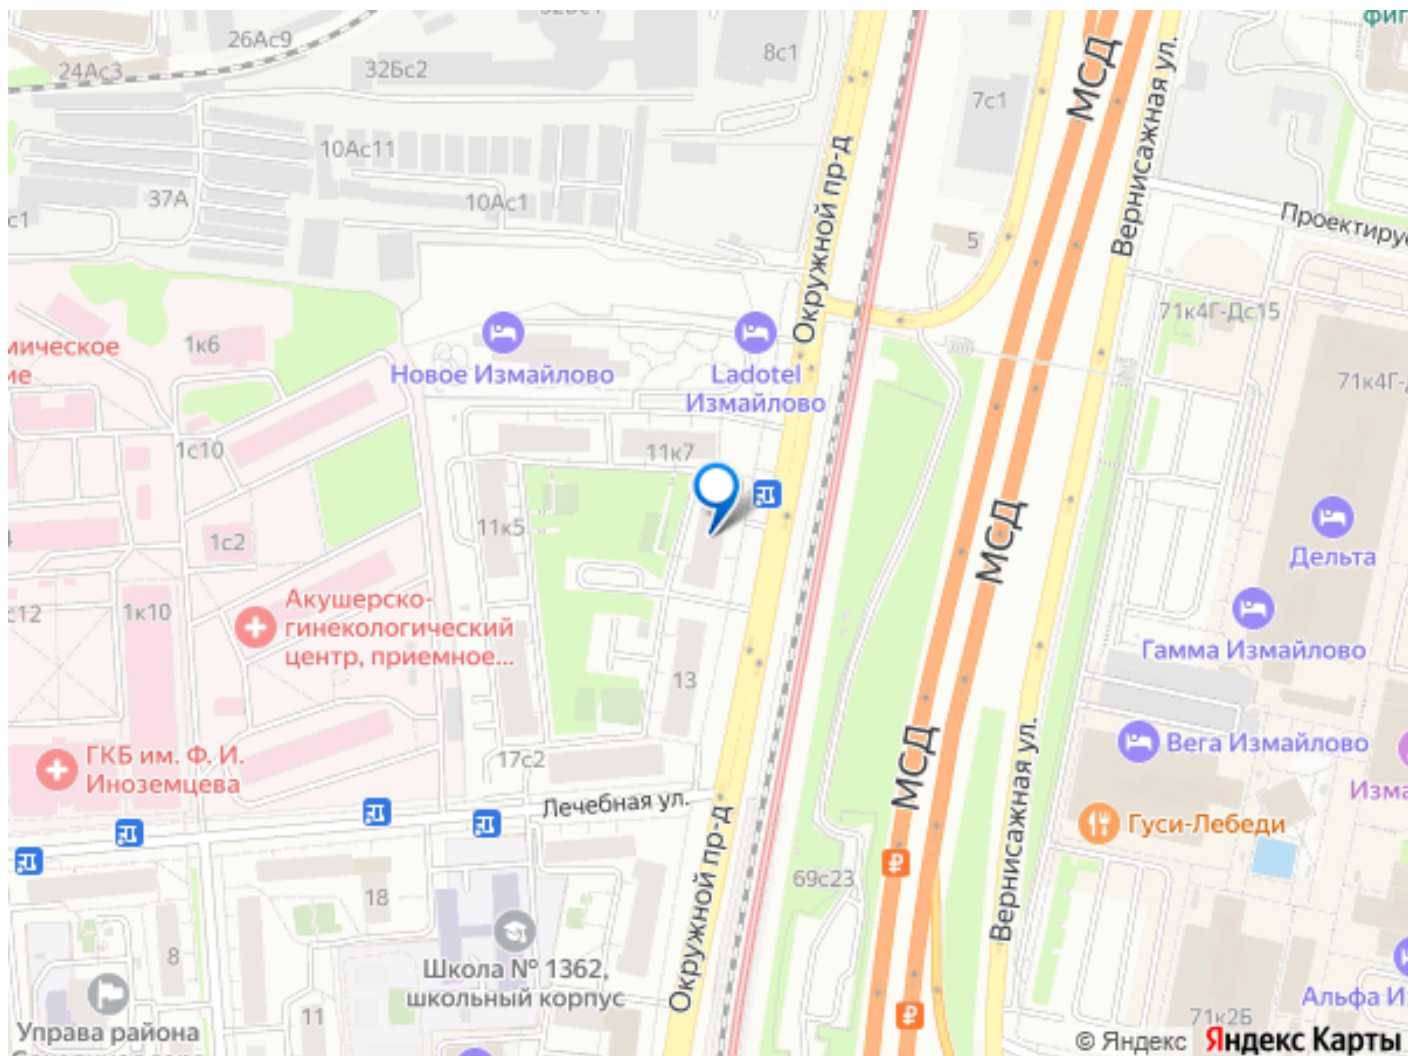 26Ас9
8с1
24Ас3
32Бс2
7с1
МСД
Вернисажная ул.
10Ас11
37А
10Ас1
Окружной пр-д
5
71к4Г-Дс15
1к6
Новое Измайлово
Ladotel
Измайлово
1с10
11к7
11к5
1с2
МСД
Дельта
1к10
Акушерско-
гинекологический
центр, приемное...
Гамма Измайлово
13
ГКБ им. Ф. И.
Иноземцева
17с2
Вега Измайлово
МСД
Лечебная ул.
Гуси-Лебеди
Вернисажная ул.
Окружной пр-д
69с23
18
8
Школа № 1362,
школьный корпус
11
Управа района
71к2Б
© Яндекс Яндекс Карты